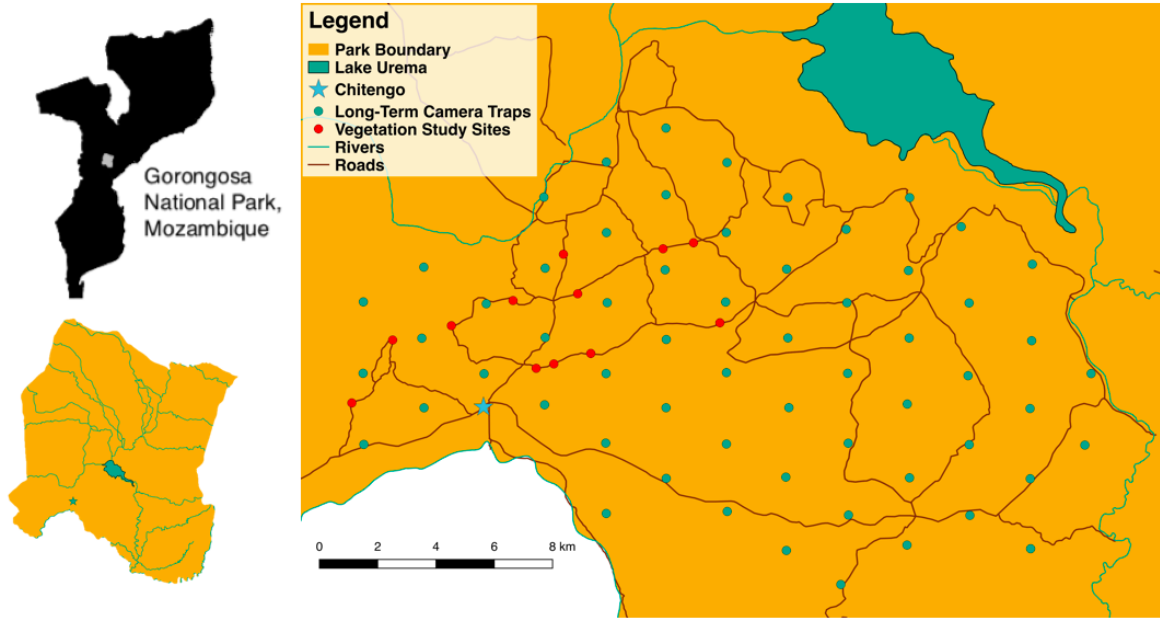 Gorongosa
National Park,
Mozambique
Legend
Park Boundary
Lake Urema
Chitengo
Long-Term Camera Traps
Vegetation Study Sites
Rivers
Roads
0 2 4 6 8 km